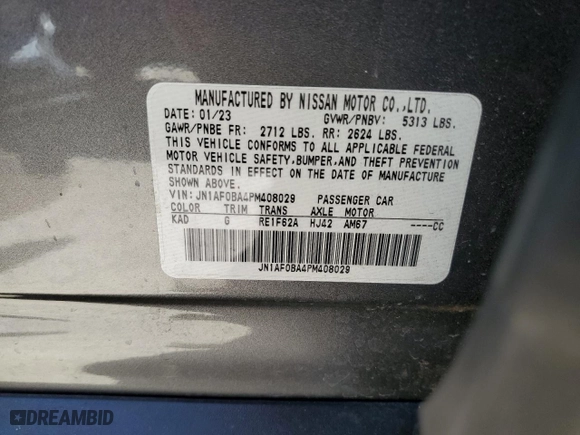 MANUFACTURED BY NISSAN MOTOR CO.,LTD.
DATE: 01/23 GVWR/PNBV: 5313 LBS.
GAWR/PNBE FR: 2712 LBS. RR: 2624 LBS.
THIS VEHICLE CONFORMS TO ALL APPLICABLE FEDERAL
MOTOR VEHICLE SAFETY,BUMPER,AND THEFT PREVENTION
STANDARDS IN EFFECT ON THE DATE OF MANUFACTURE
SHOWN ABOVE.
VIN: JN1AF0BA4PM408029 PASSENGER CAR
COLOR TRIM TRANS AXLE MOTOR
KAD G RE1F62A HJ42 AM67 ----CC
JN1AF0BA4PM408029
DREAMBID